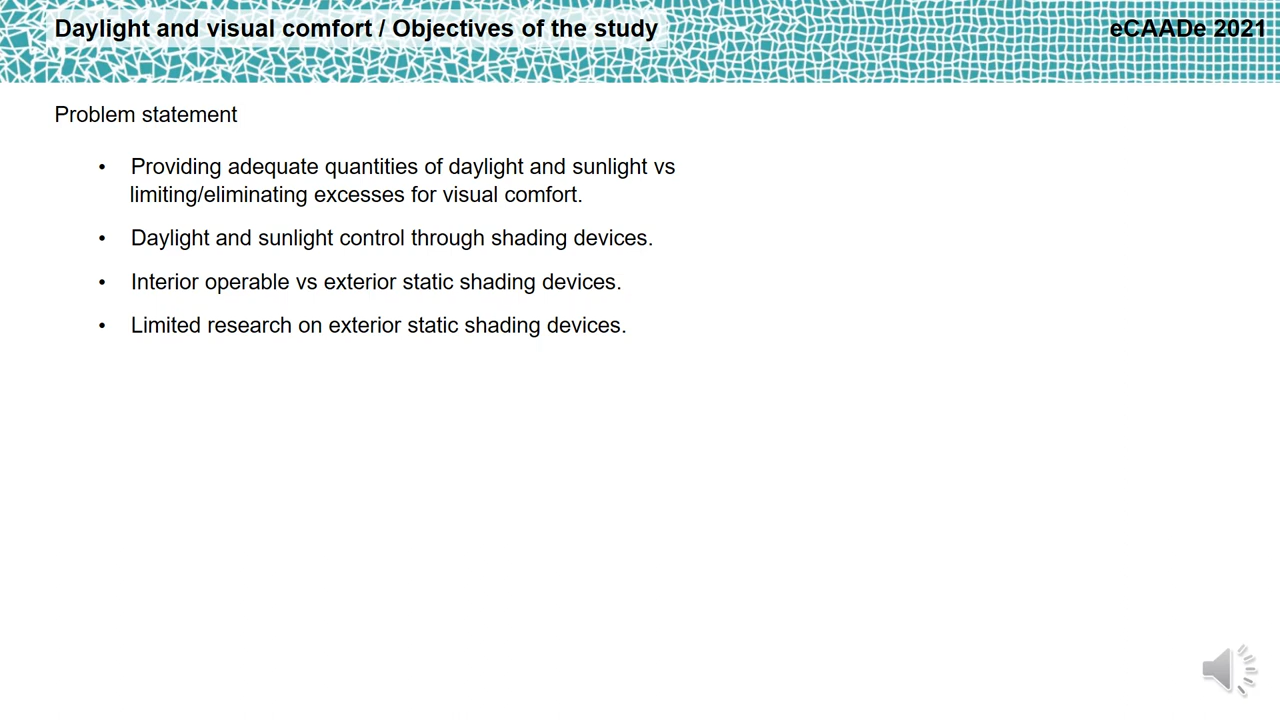 Daylight and visual comfort / Objectives of the study
eCAADe 2021
Problem statement
• Providing adequate quantities of daylight and sunlight vs
limiting/eliminating excesses for visual comfort.
• Daylight and sunlight control through shading devices.
• Interior operable vs exterior static shading devices.
• Limited research on exterior static shading devices.